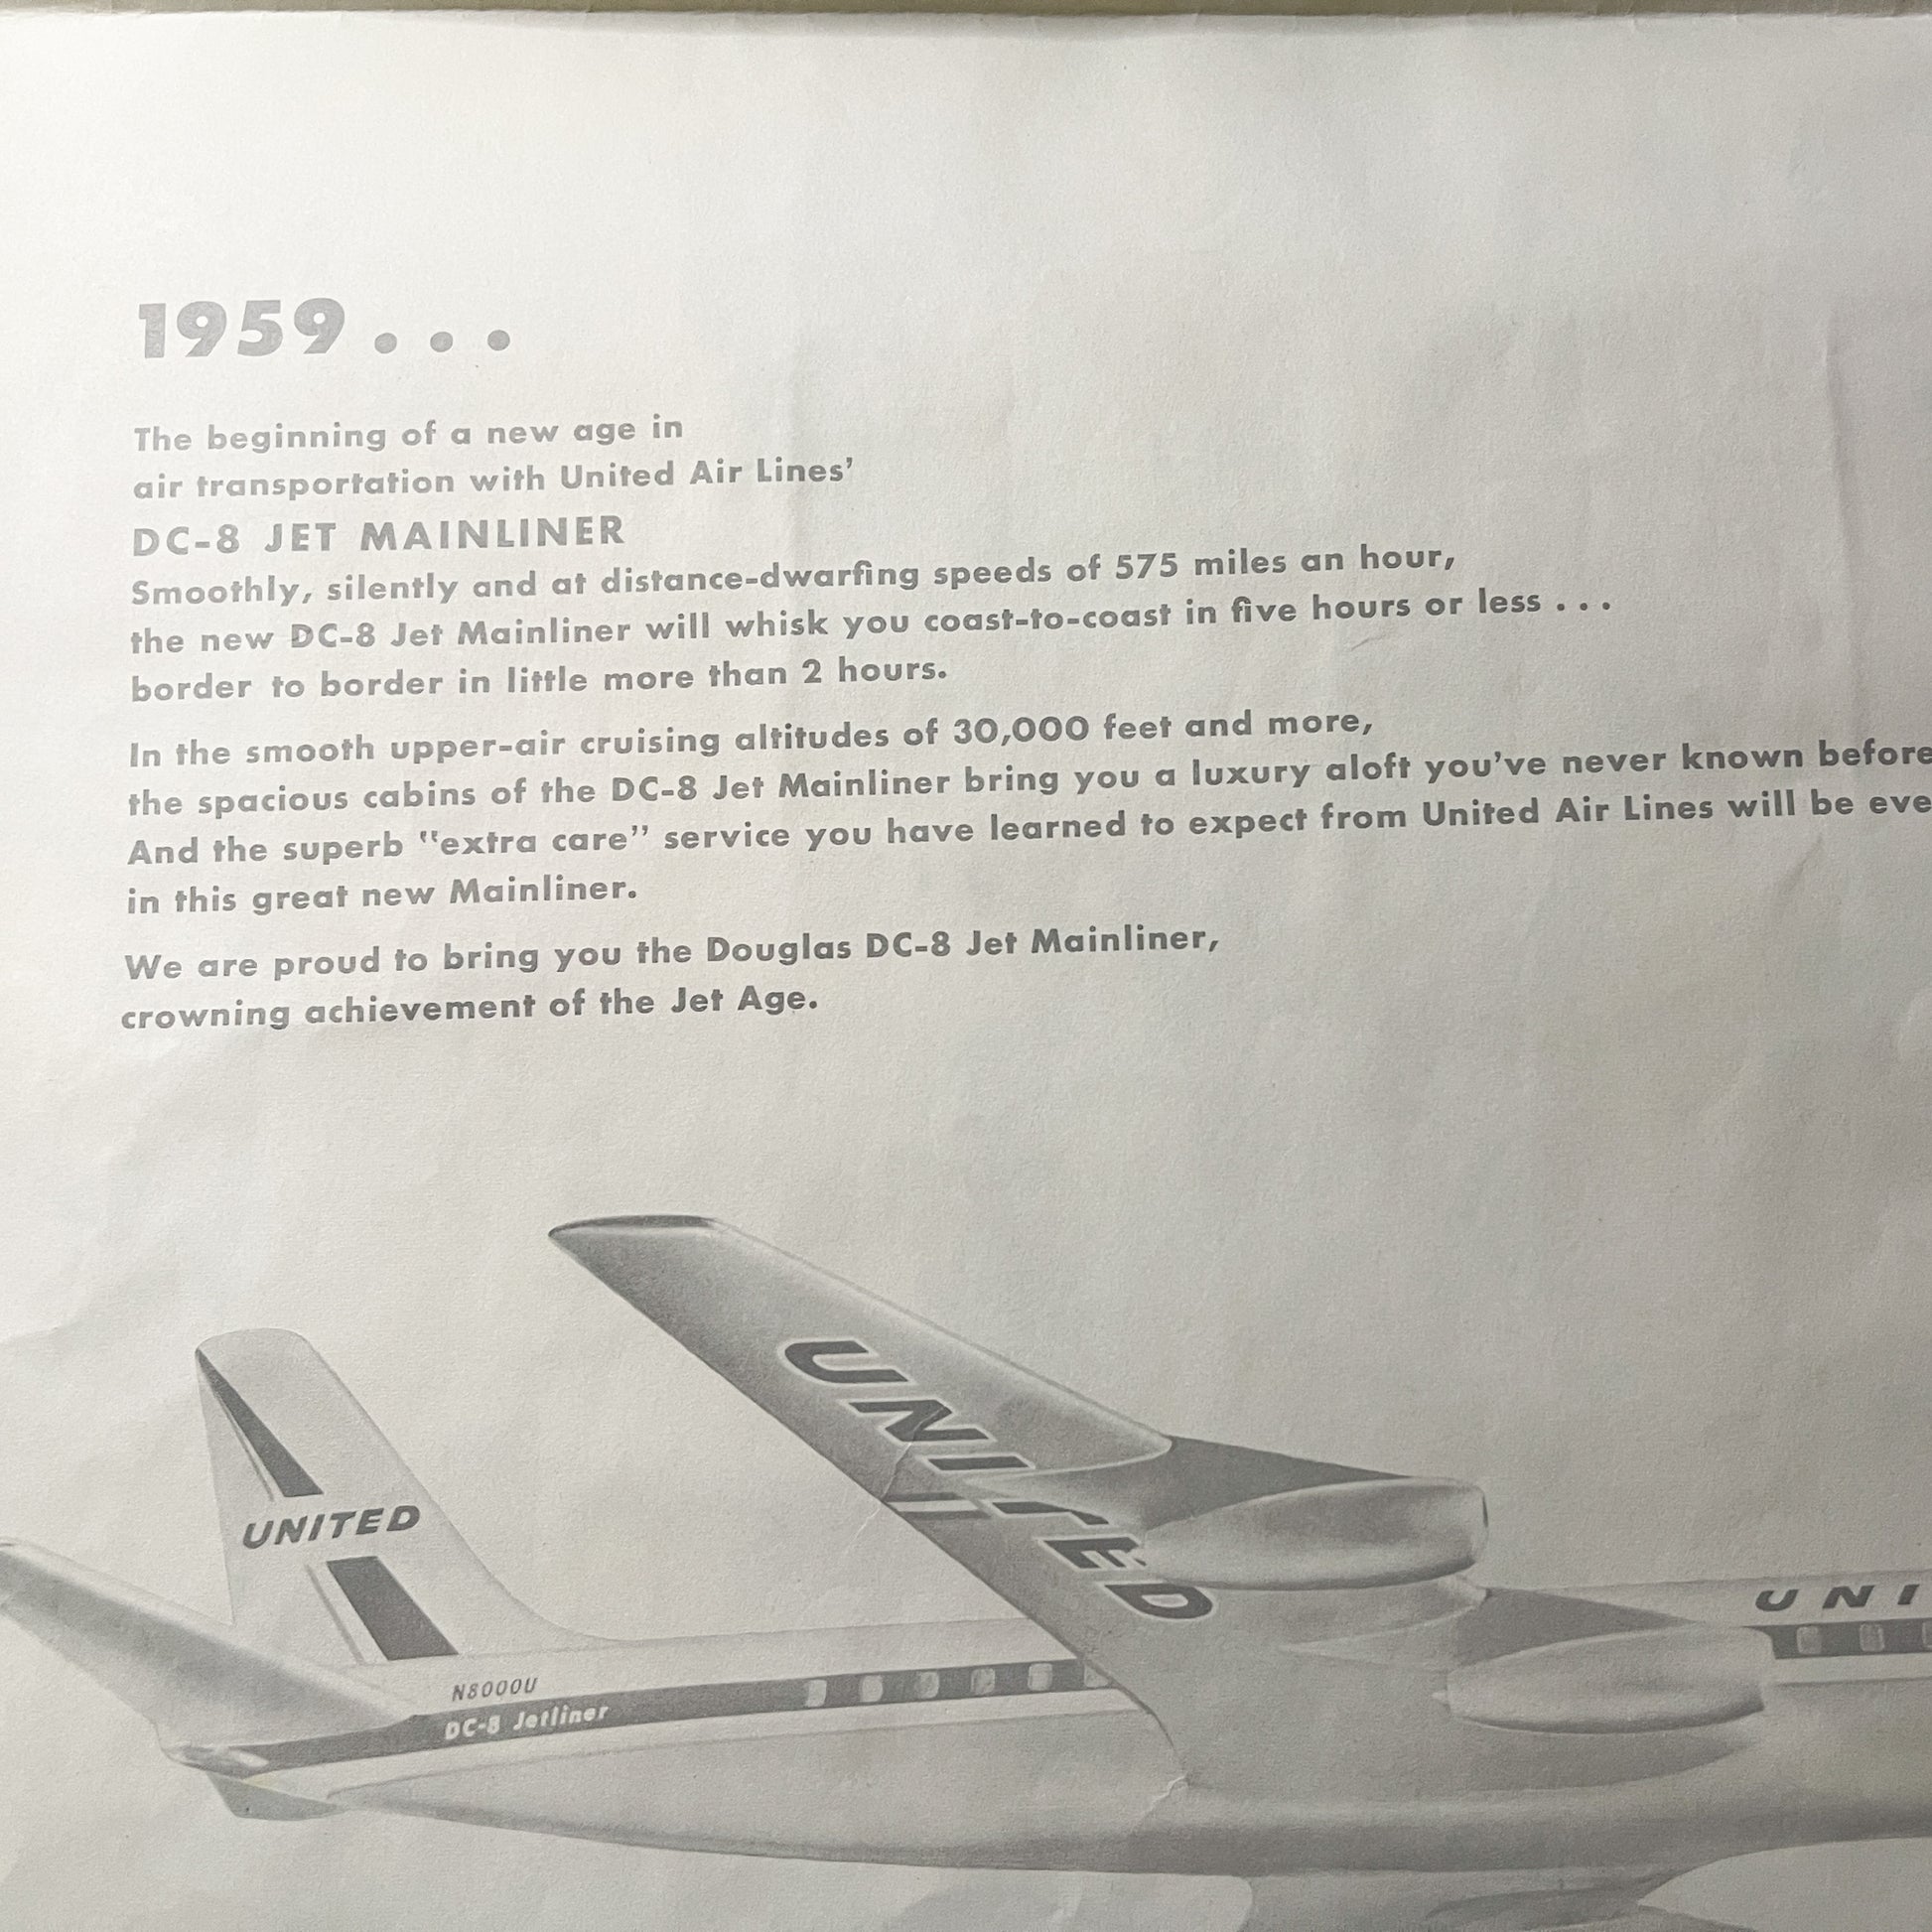 1959...
The beginning of a new age in
air transportation with United Air Lines’
DC-8 JET MAINLINER
Smoothly, silently and at distance-dwarfing speeds of 575 miles an hour,
the new DC-8 Jet Mainliner will whisk you coast-to-coast in five hours or less . . .
border to border in little more than 2 hours.
In the smooth upper-air cruising altitudes of 30,000 feet and more,
the spacious cabins of the DC-8 Jet Mainliner bring you a luxury aloft you’ve never known before
And the superb “extra care” service you have learned to expect from United Air Lines will be eve
in this great new Mainliner.
We are proud to bring you the Douglas DC-8 Jet Mainliner,
crowning achievement of the Jet Age.
UNITED
UNITED
UNI
N8000U
DC-8 Jetliner